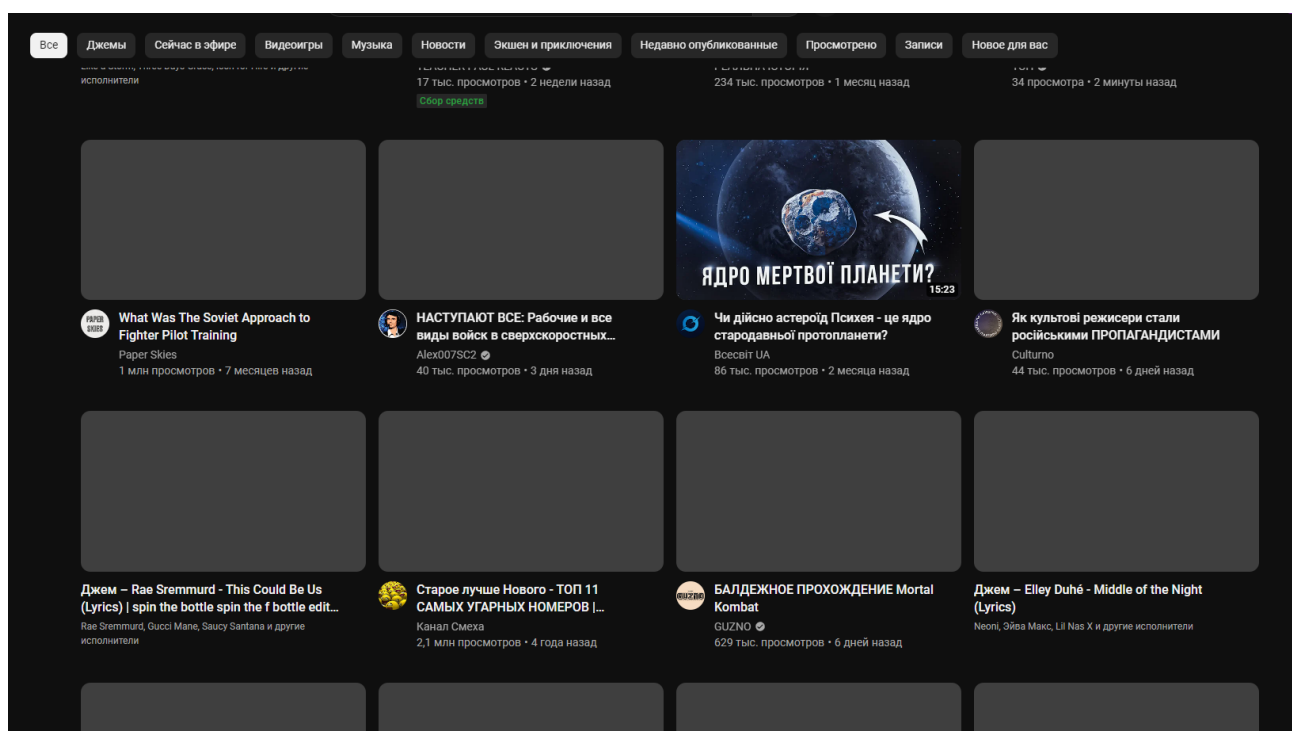 Все Джемы Сейчас в эфире Видеоигры Музыка Новости Экшен и приключения Недавно опубликованные Просмотрено Записи Новое для вас
исполнители
17 тыс. просмотров • 2 недели назад
Сбор средств
234 тыс. просмотров • 1 месяц назад
34 просмотра • 2 минуты назад
ЯДРО МЕРТВОЇ ПЛАНЕТИ?
15:23
PAPER
SKIES
What Was The Soviet Approach to
Fighter Pilot Training
Paper Skies
1 млн просмотров • 7 месяцев назад
НАСТУПАЮТ ВСЕ: Рабочие и все
виды войск в сверхскоростных...
Alex007SC2
40 тыс. просмотров • 3 дня назад
Чи дійсно астероїд Психея - це ядро
стародавньої протопланети?
Всесвіт UA
86 тыс. просмотров • 2 месяца назад
Як культові режисери стали
російськими ПРОПАГАНДИСТАМИ
Culturno
44 тыс. просмотров • 6 дней назад
Джем – Rae Sremmurd - This Could Be Us
(Lyrics) | spin the bottle spin the f bottle edit...
Rae Sremmurd, Gucci Mane, Saucy Santana и другие
исполнители
Старое лучше Нового - ТОП 11
САМЫХ УГАРНЫХ НОМЕРОВ |...
Канал Смеха
2,1 млн просмотров • 4 года назад
GUZNO
БАЛДЕЖНОЕ ПРОХОЖДЕНИЕ Mortal
Kombat
GUZNO
629 тыс. просмотров • 6 дней назад
Джем – Elley Duhé - Middle of the Night
(Lyrics)
Neoni, Эйва Макс, Lil Nas X и другие исполнители